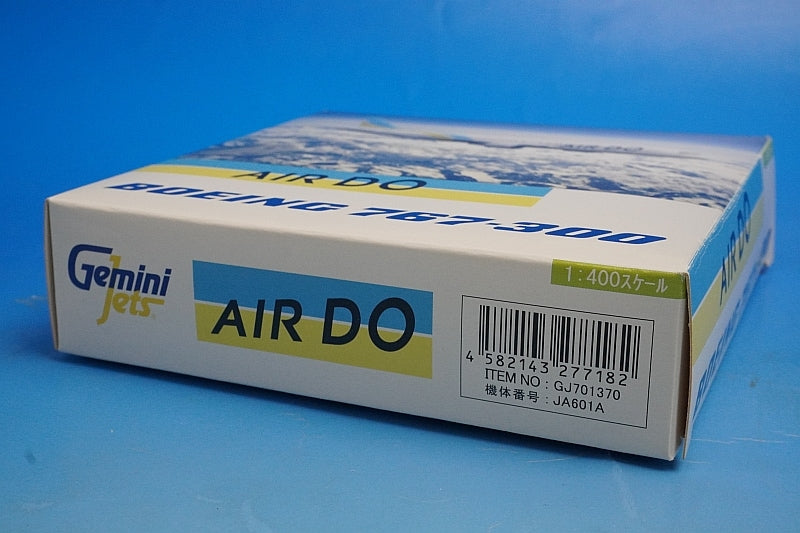 AIR DO
BOEING 767-300
1:400スケール
Gemini
Jets
AIR DO
4 582143 277182
ITEM NO : GJ701370
機体番号 : JA601A
AIR DO